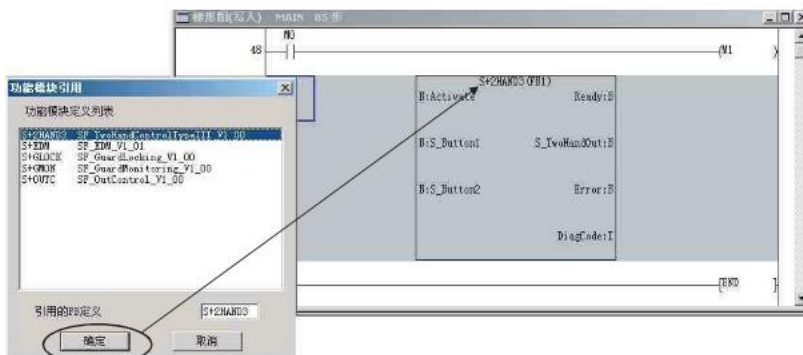 梯形图(写入) MAIN 85 步
48
M0
(M1 )
S+2HAND3(FB1)
B:Activate Ready:B
B:S_Button1 S_TwoHandOut:B
B:S_Button2 Error:B
DiagCode:I
[END ]
功能模块引用
功能模块定义列表
S+2HAND3 SF_TwoHandControlTypeIII_V1_00
S+EDM SF_EDM_V1_01
S+GLOCK SF_GuardLocking_V1_00
S+GMON SF_GuardMonitoring_V1_00
S+OUTC SF_OutControl_V1_00
引用的FB定义 S+2HAND3
确定 取消